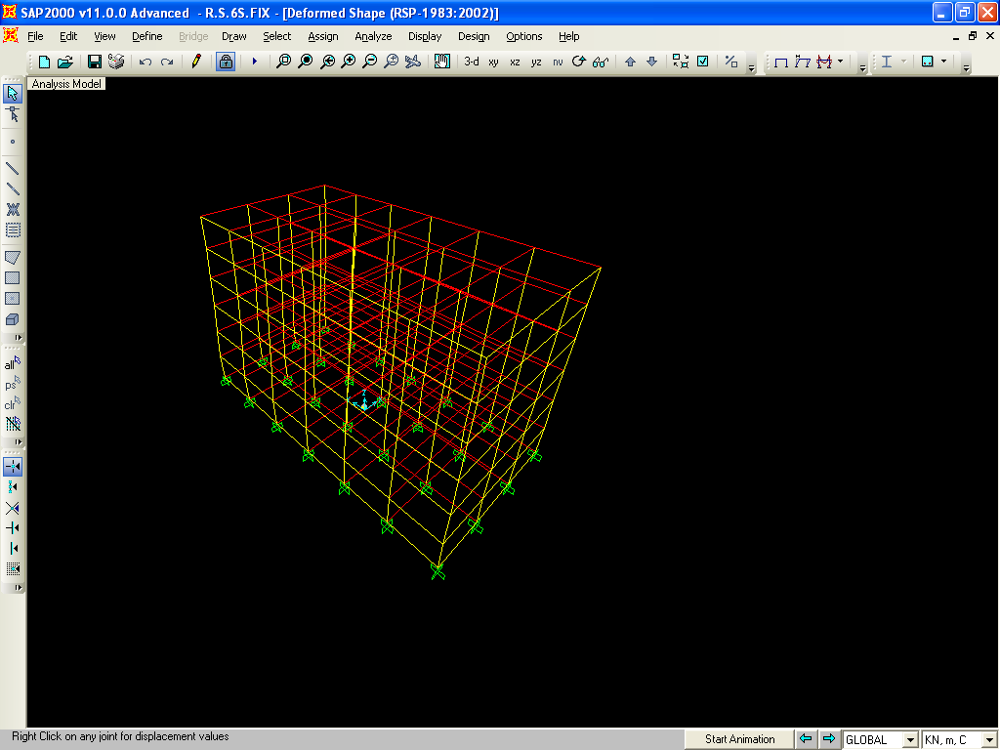 SAP2000 v11.0.0 Advanced - R.S.6S.FIX - [Deformed Shape (RSP-1983:2002)]
File Edit View Define Bridge Draw Select Assign Analyze Display Design Options Help
3-d xy xz yz nv
Analysis Model
all
ps
clr
Z
Right Click on any joint for displacement values
Start Animation
GLOBAL
KN, m, C